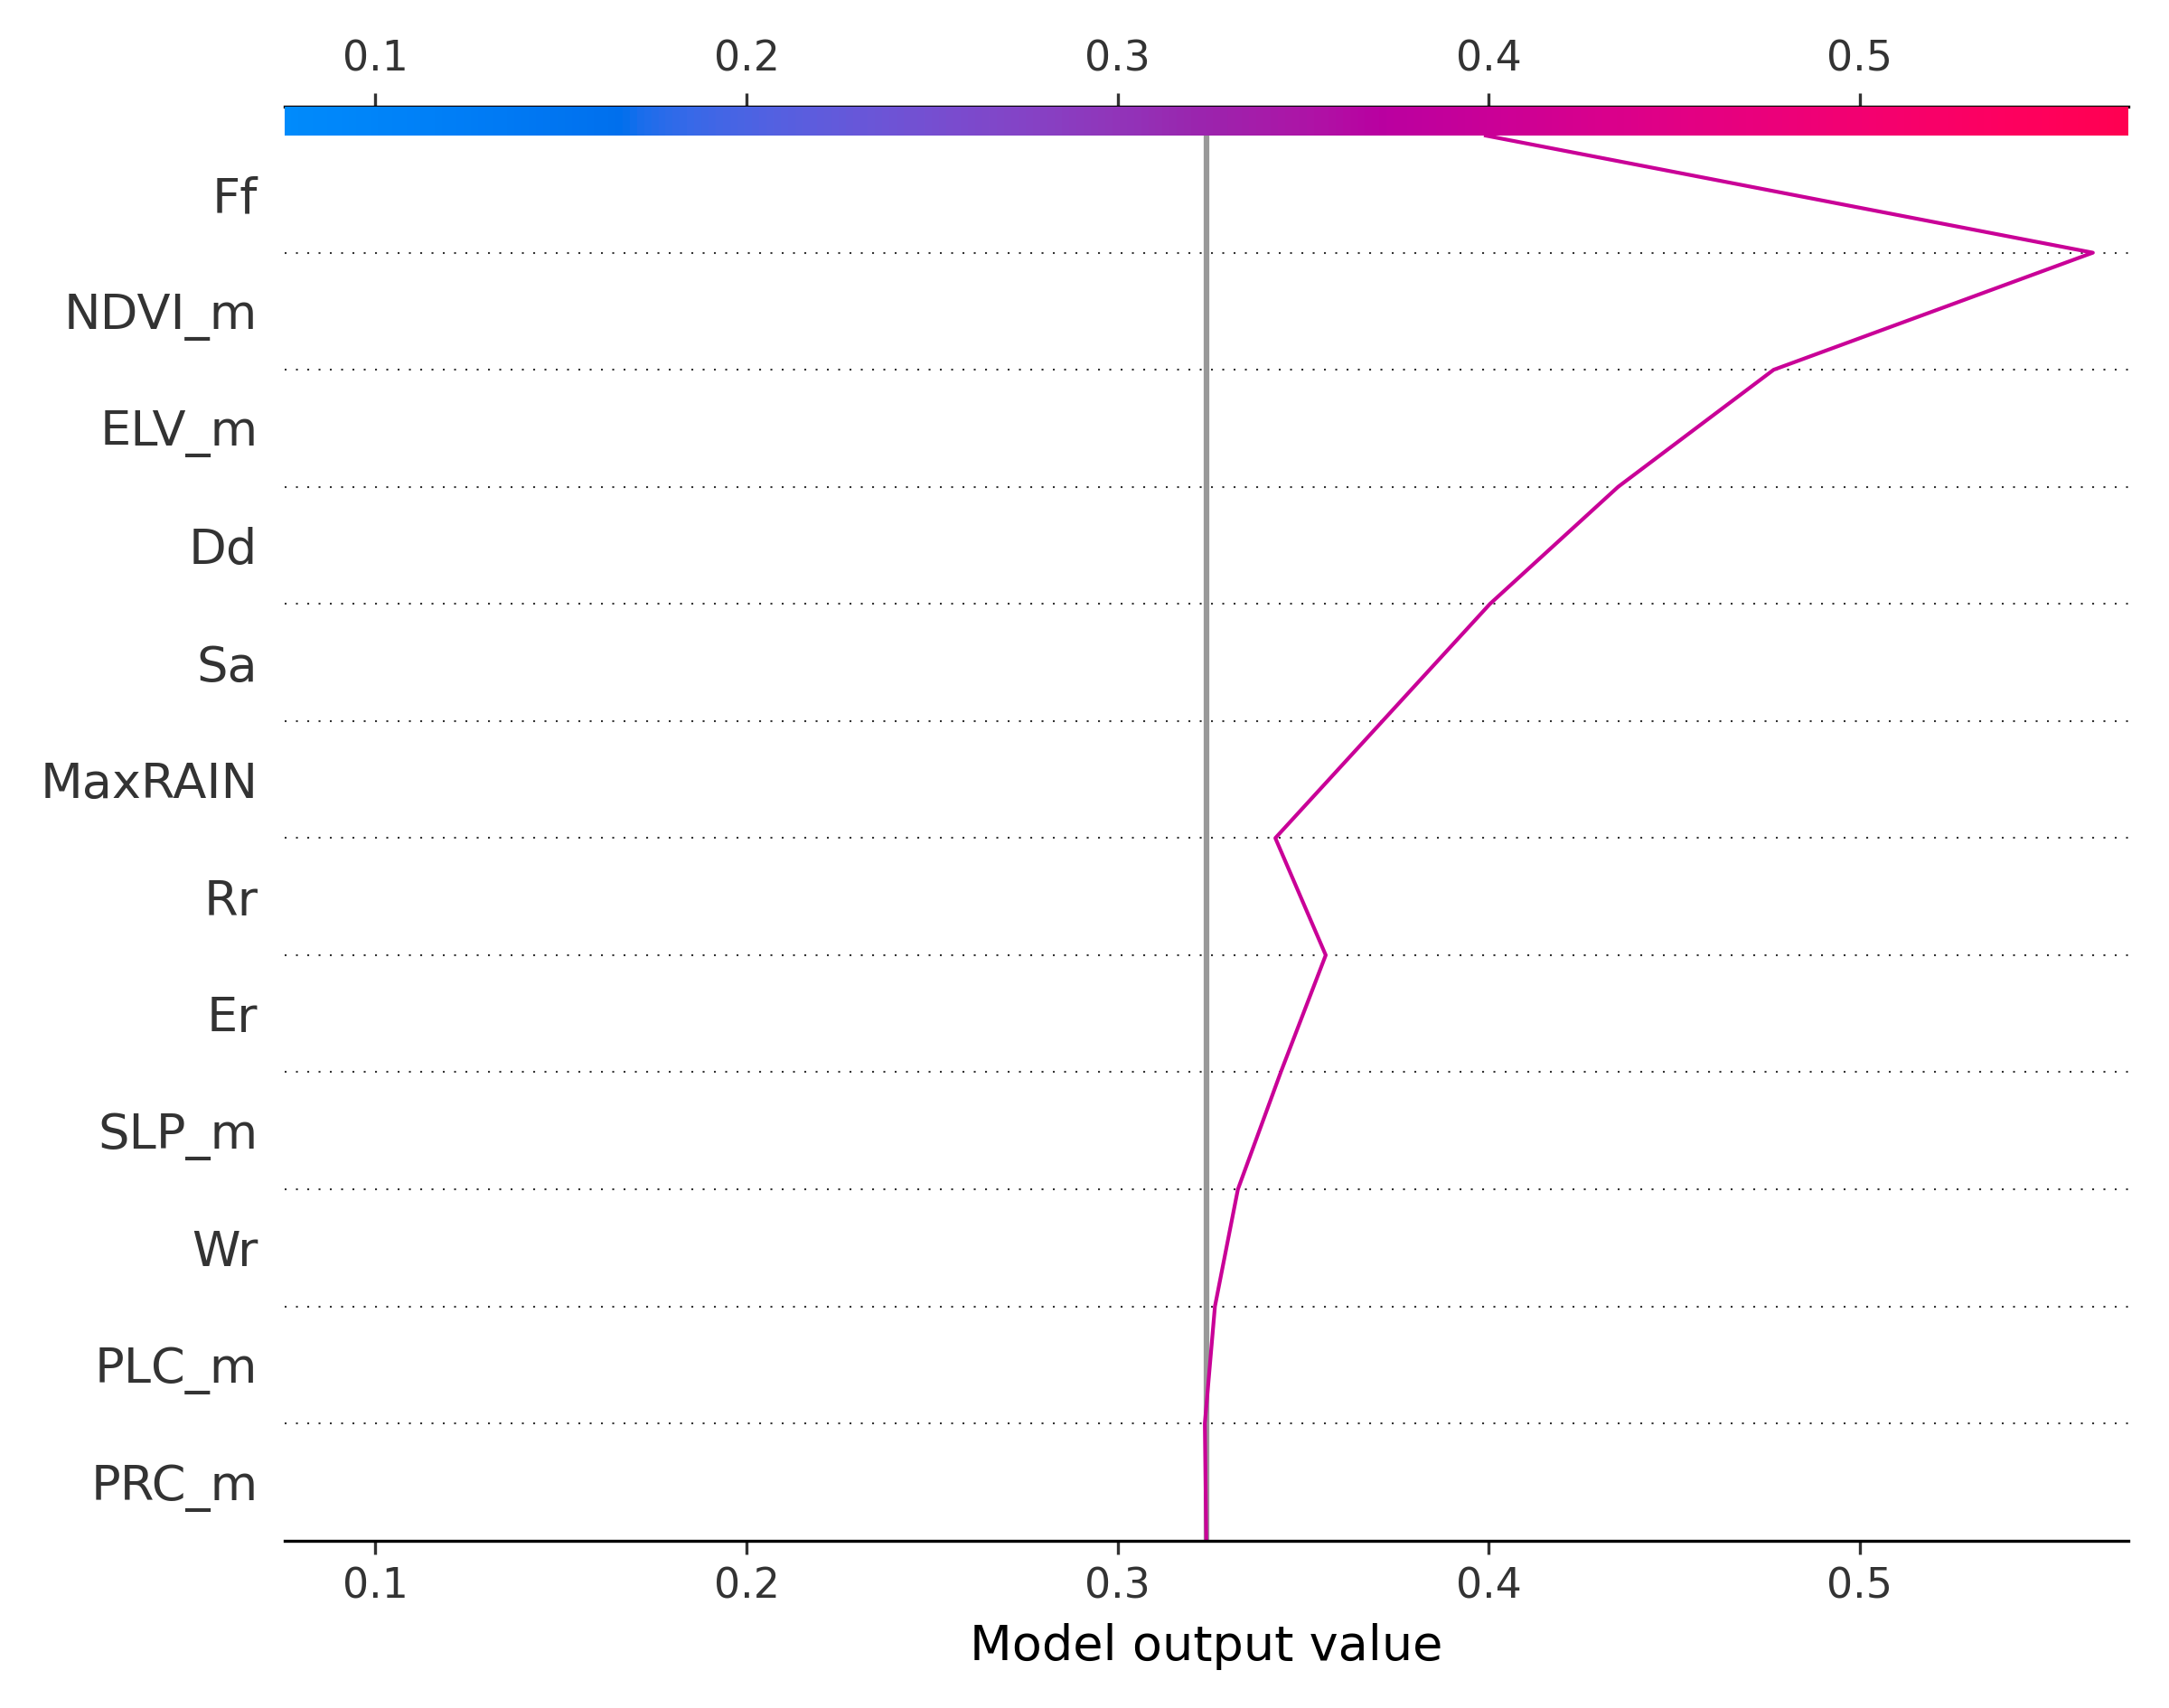 0.1 0.2 0.3 0.4 0.5
Ff
NDVI_m
ELV_m
Dd
Sa
MaxRAIN
Rr
Er
SLP_m
Wr
PLC_m
PRC_m
0.1 0.2 0.3 0.4 0.5
Model output value